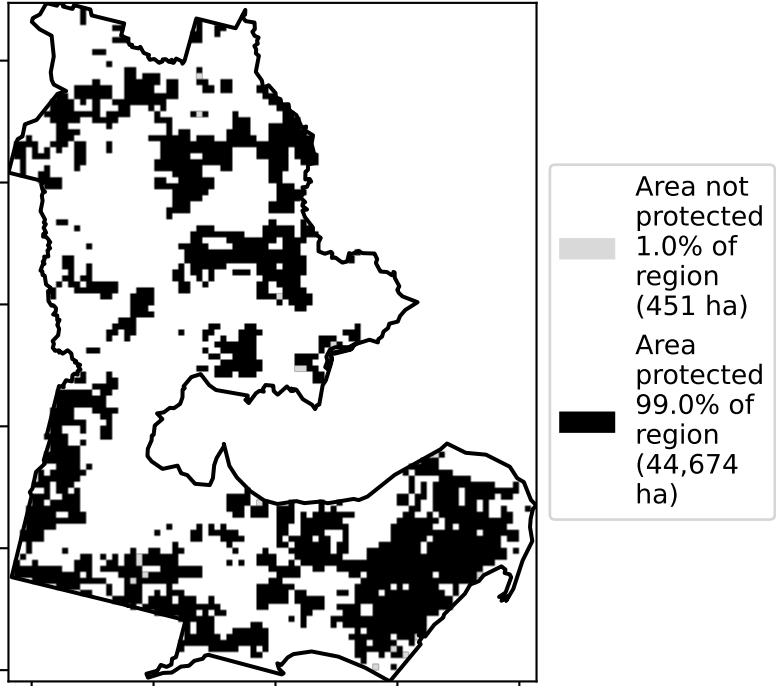 Area not
protected
1.0% of
region
(451 ha)
Area
protected
99.0% of
region
(44,674
ha)